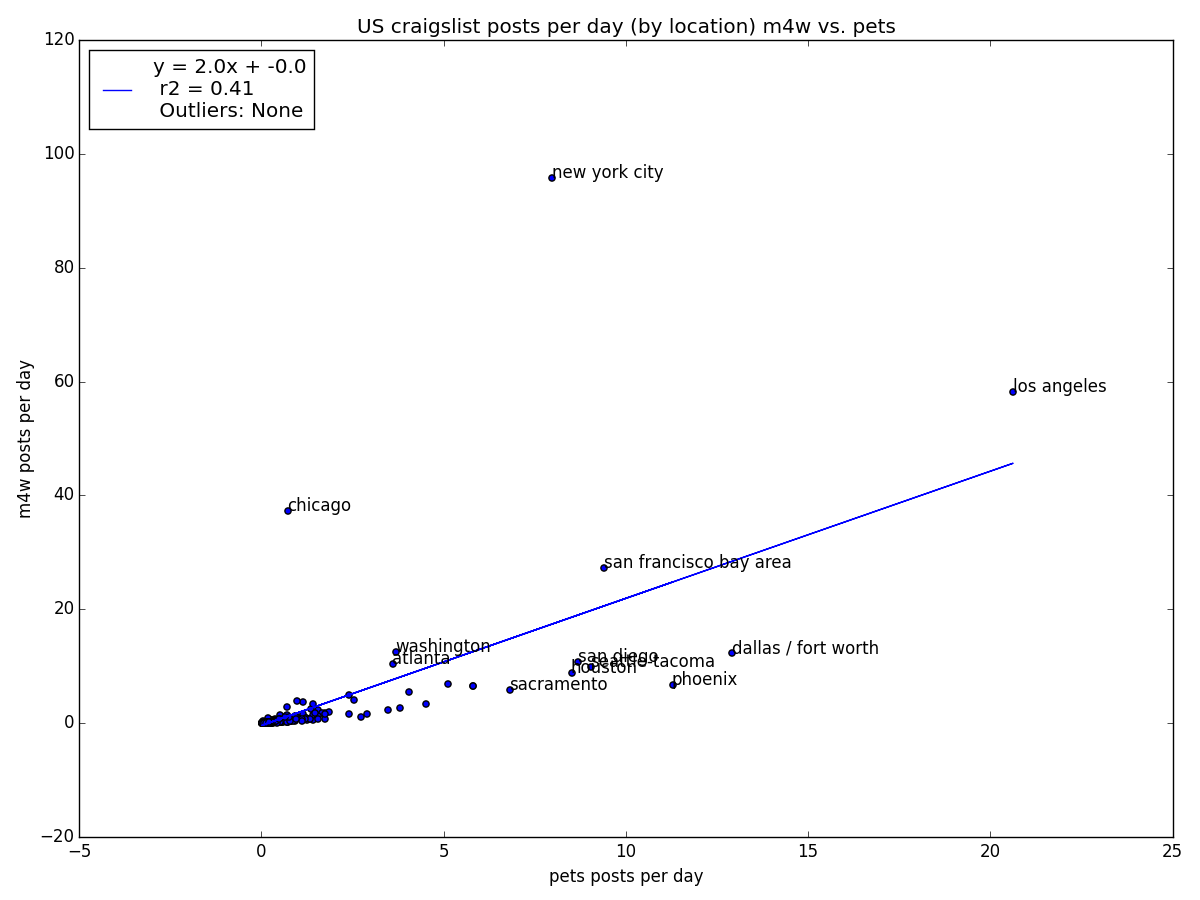 US craigslist posts per day (by location) m4w vs. pets
120
y = 2.0x + -0.0
r2 = 0.41
Outliers: None
100
new york city
80
60
los angeles
m4w posts per day
40
chicago
san francisco bay area
20
washington
atlanta
san diego
seattle-tacoma
houston
dallas / fort worth
phoenix
sacramento
0
−20
−5 0 5 10 15 20 25
pets posts per day